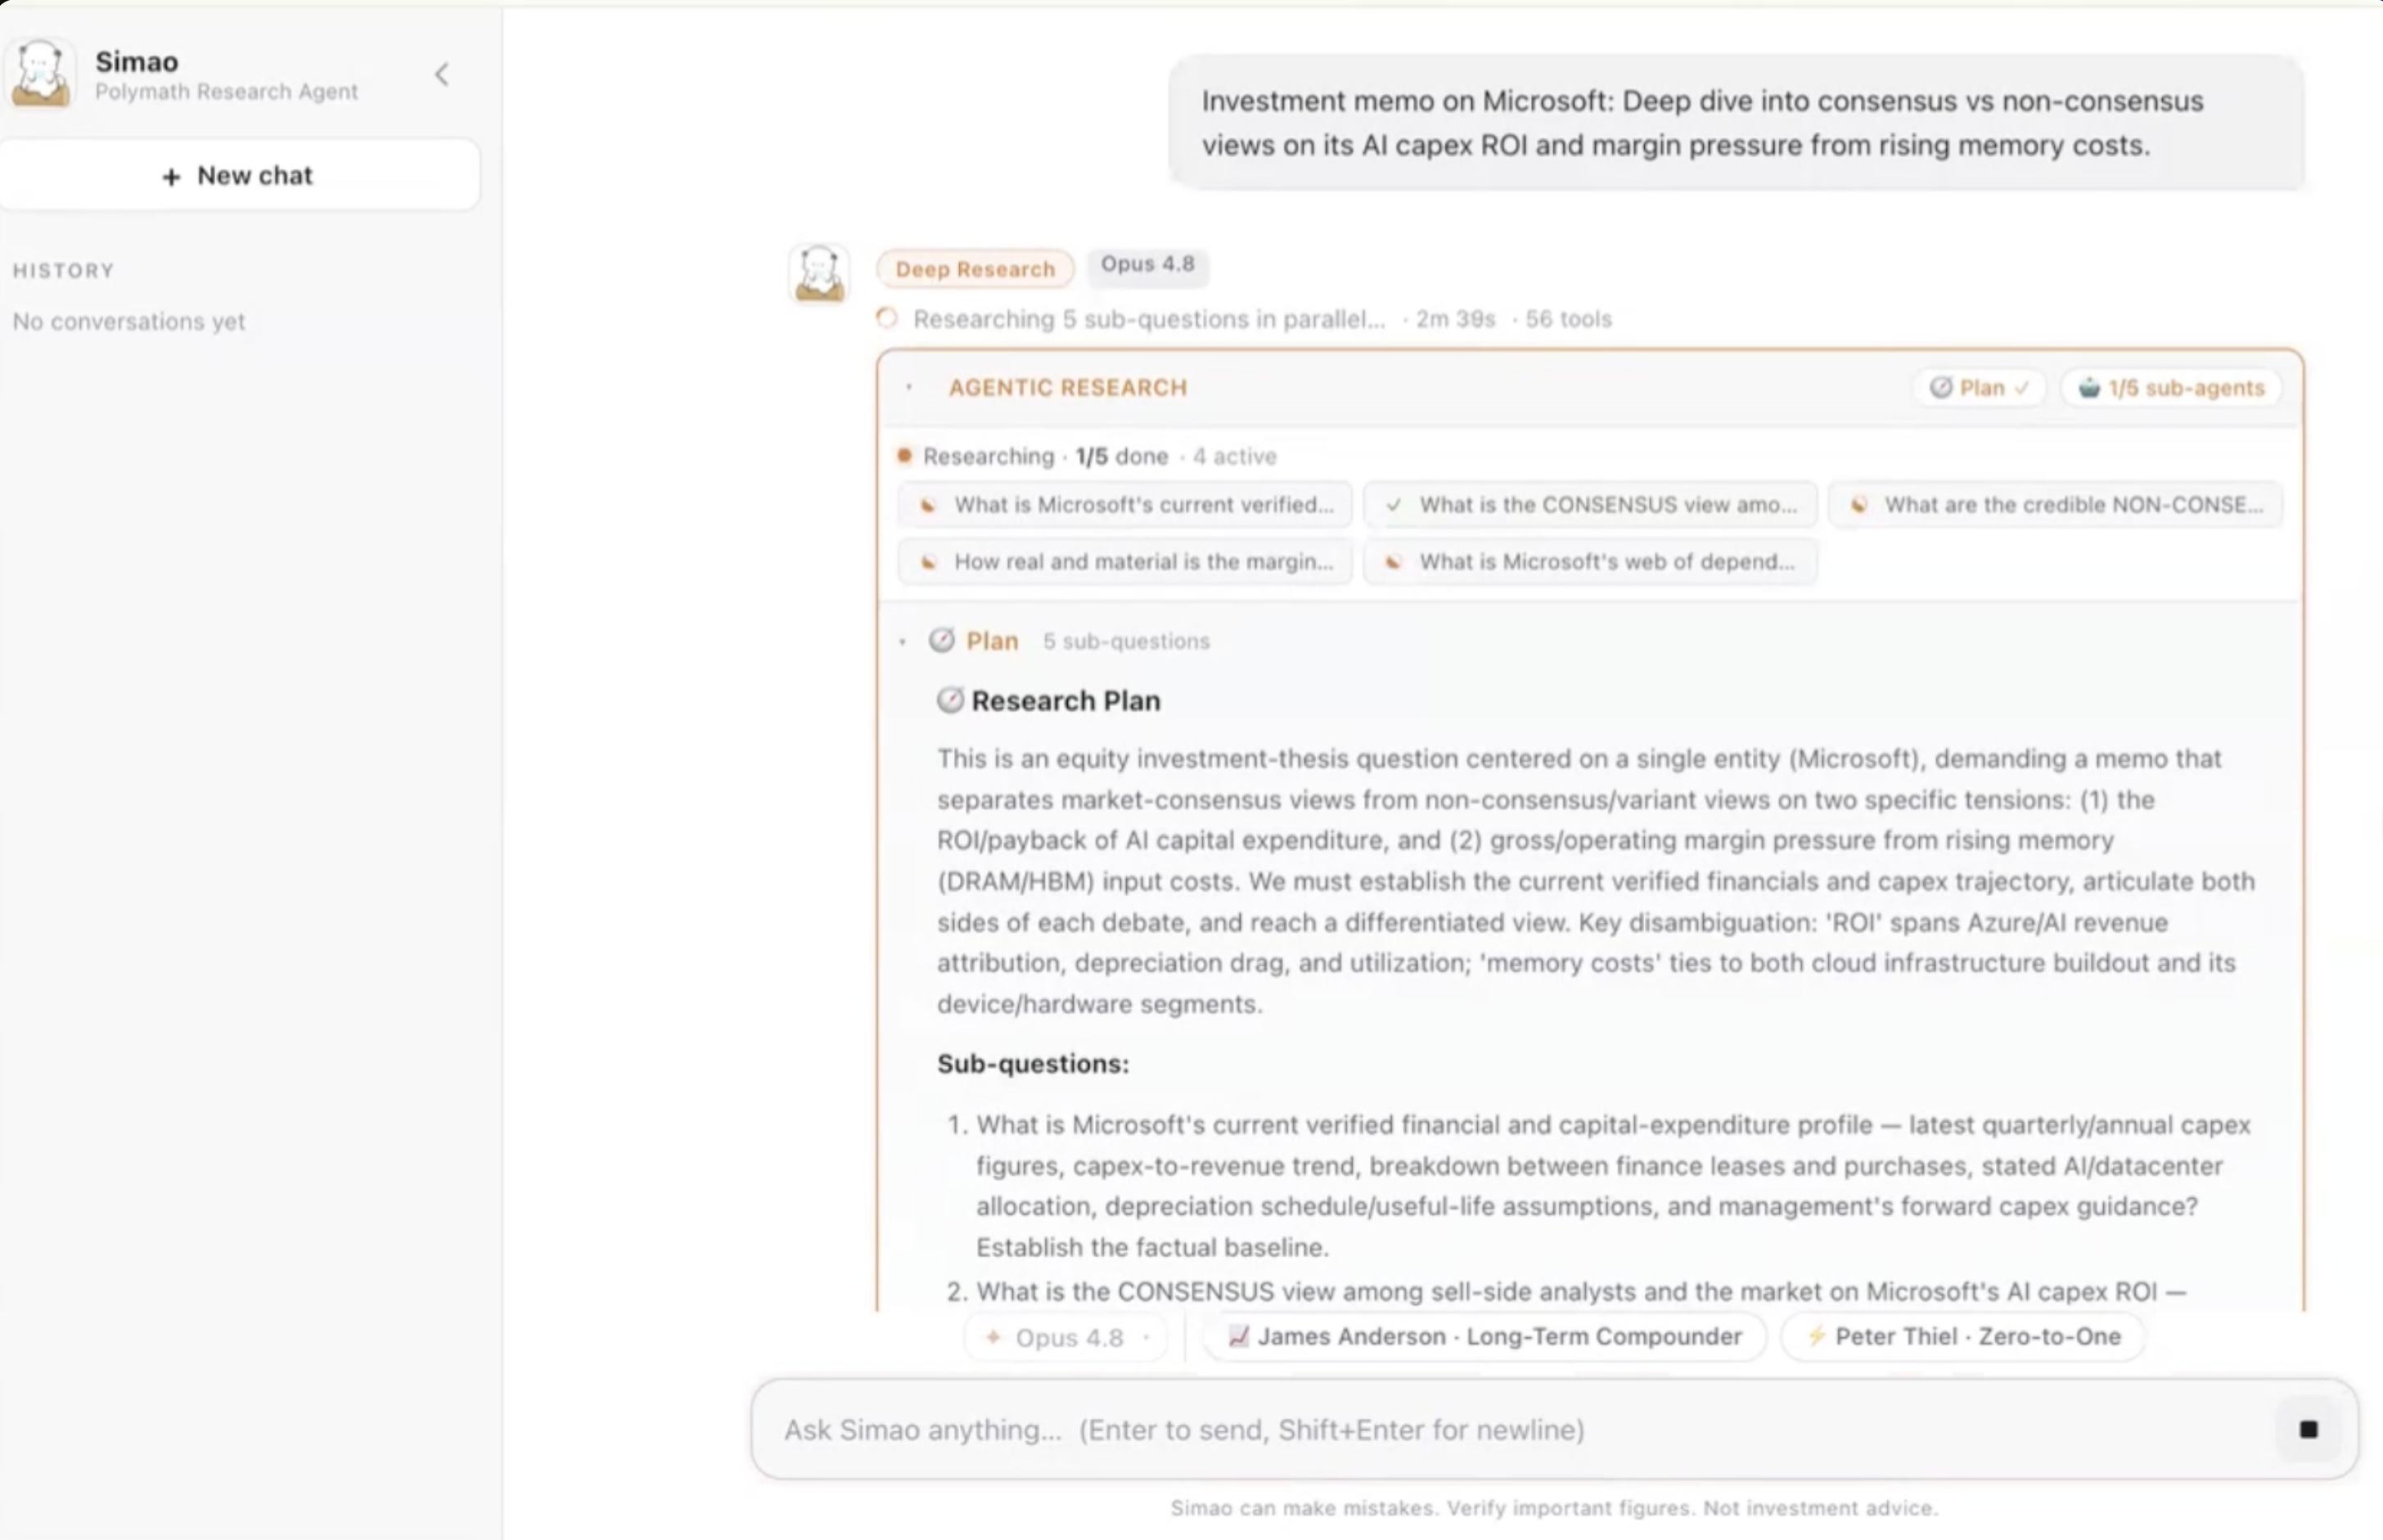 Simao
Polymath Research Agent
+ New chat
HISTORY
No conversations yet
Investment memo on Microsoft: Deep dive into consensus vs non-consensus
views on its AI capex ROI and margin pressure from rising memory costs.
Deep Research Opus 4.8
Researching 5 sub-questions in parallel... · 2m 39s · 56 tools
AGENTIC RESEARCH Plan ✓ 1/5 sub-agents
Researching · 1/5 done · 4 active
What is Microsoft's current verified... ✓ What is the CONSENSUS view amo... What are the credible NON-CONSE...
How real and material is the margin... What is Microsoft's web of depend...
Plan 5 sub-questions
Research Plan
This is an equity investment-thesis question centered on a single entity (Microsoft), demanding a memo that
separates market-consensus views from non-consensus/variant views on two specific tensions: (1) the
ROI/payback of AI capital expenditure, and (2) gross/operating margin pressure from rising memory
(DRAM/HBM) input costs. We must establish the current verified financials and capex trajectory, articulate both
sides of each debate, and reach a differentiated view. Key disambiguation: 'ROI' spans Azure/AI revenue
attribution, depreciation drag, and utilization; 'memory costs' ties to both cloud infrastructure buildout and its
device/hardware segments.
Sub-questions:
1. What is Microsoft's current verified financial and capital-expenditure profile — latest quarterly/annual capex
figures, capex-to-revenue trend, breakdown between finance leases and purchases, stated AI/datacenter
allocation, depreciation schedule/useful-life assumptions, and management's forward capex guidance?
Establish the factual baseline.
2. What is the CONSENSUS view among sell-side analysts and the market on Microsoft's AI capex ROI —
Opus 4.8 · James Anderson · Long-Term Compounder Peter Thiel · Zero-to-One
Ask Simao anything... (Enter to send, Shift+Enter for newline)
Simao can make mistakes. Verify important figures. Not investment advice.